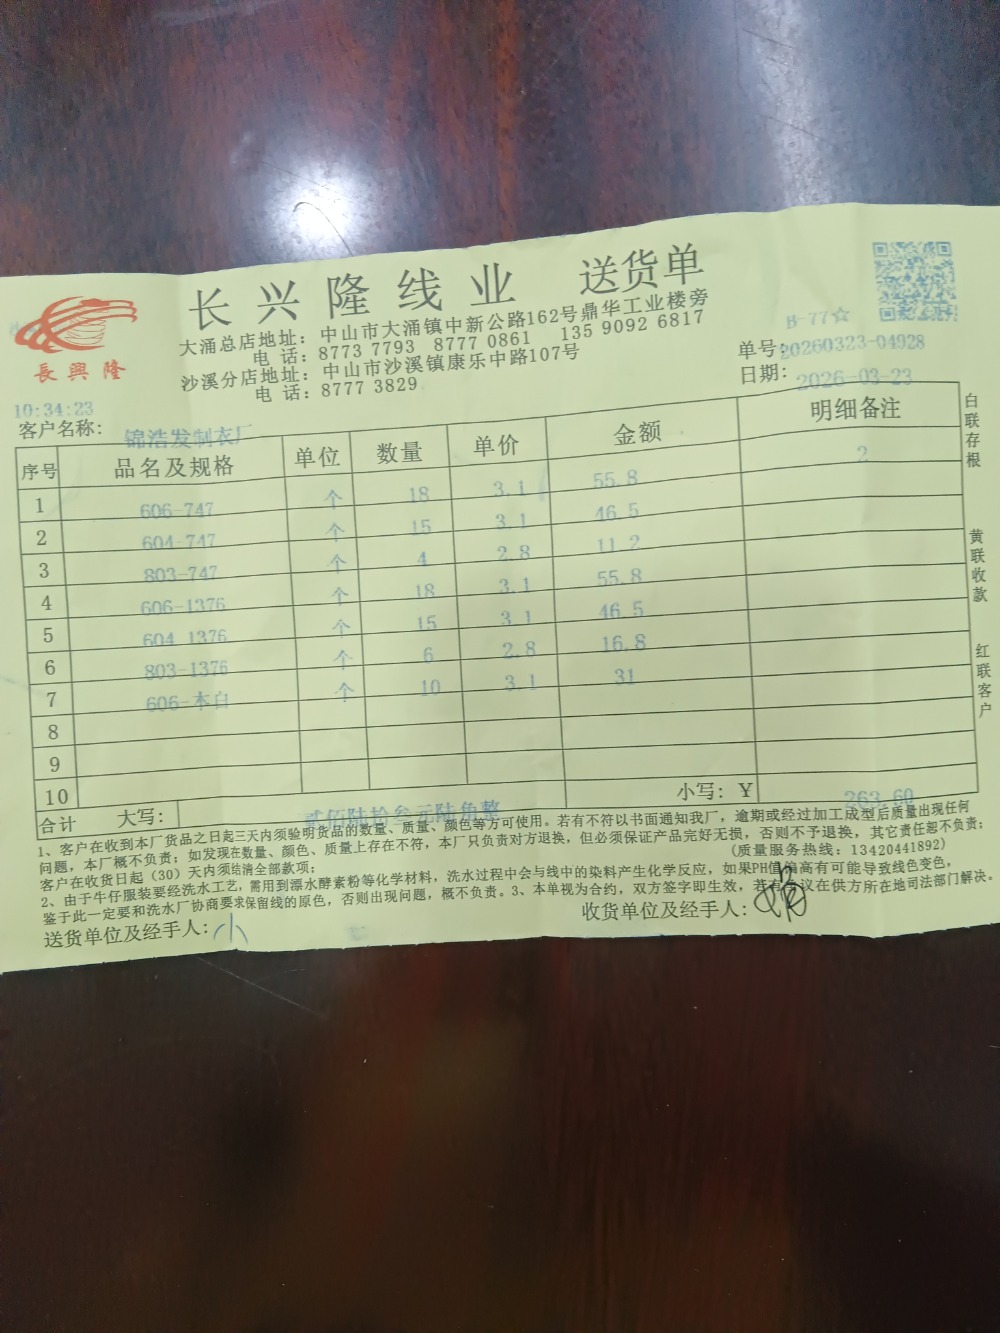 长兴隆线业 送货单
長興隆
大涌总店地址：中山市大涌镇中新公路162号鼎华工业楼旁
电 话：8773 7793 8770 0861 135 9092 6817
沙溪分店地址：中山市沙溪镇康乐中路107号
电 话：8777 3829
B-77☆
单号：20260323-04928
日期：2026-03-23
10:34:23
客户名称：锦浩发制衣厂
序号 品名及规格 单位 数量 单价 金额 明细备注
1 606-747 个 18 3.1 55.8 2
2 604-747 个 15 3.1 46.5
3 803-747 个 4 2.8 11.2
4 606-1376 个 18 3.1 55.8
5 604-1376 个 15 3.1 46.5
6 803-1376 个 6 2.8 16.8
7 606-本白 个 10 3.1 31
8
9
10
合计 大写：贰佰陆拾叁元陆角整 小写：Y 263.60
白联存根
黄联收款
红联客户
1、客户在收到本厂货品之日起三天内须验明货品的数量、质量、颜色等方可使用。若有不符以书面通知我厂，逾期或经过加工成型后质量出现任何
问题，本厂概不负责；如发现在数量、颜色、质量上存在不符，本厂只负责对方退换，但必须保证产品完好无损，否则不予退换，其它责任恕不负责；
客户在收货日起（30）天内须结清全部款项； （质量服务热线：13420441892）
2、由于牛仔服装要经洗水工艺，需用到漂水酵素粉等化学材料，洗水过程中会与线中的染料产生化学反应，如果PH值偏高有可能导致线色变色，
鉴于此一定要和洗水厂协商要求保留线的原色，否则出现问题，概不负责。3、本单视为合约，双方签字即生效，若有争议在供方所在地司法部门解决。
送货单位及经手人：小
收货单位及经手人：